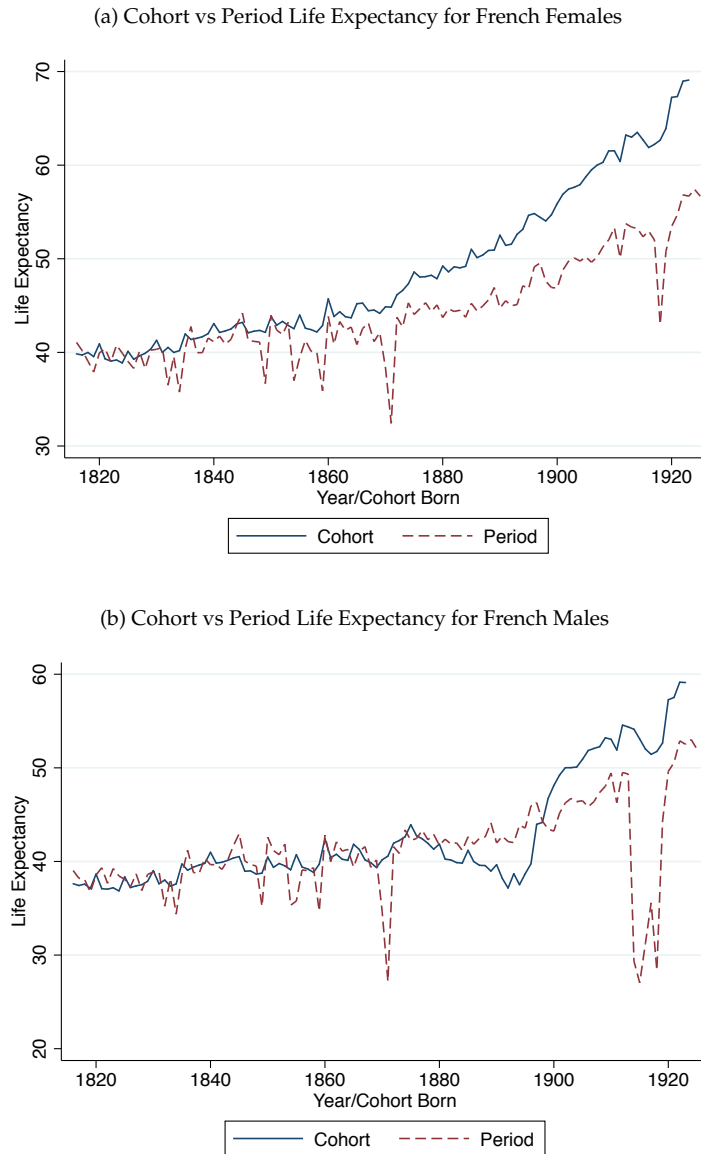 (a) Cohort vs Period Life Expectancy for French Females
70
60
50
40
30
Life Expectancy
1820 1840 1860 1880 1900 1920
Year/Cohort Born
Cohort Period
(b) Cohort vs Period Life Expectancy for French Males
60
50
40
30
20
Life Expectancy
1820 1840 1860 1880 1900 1920
Year/Cohort Born
Cohort Period